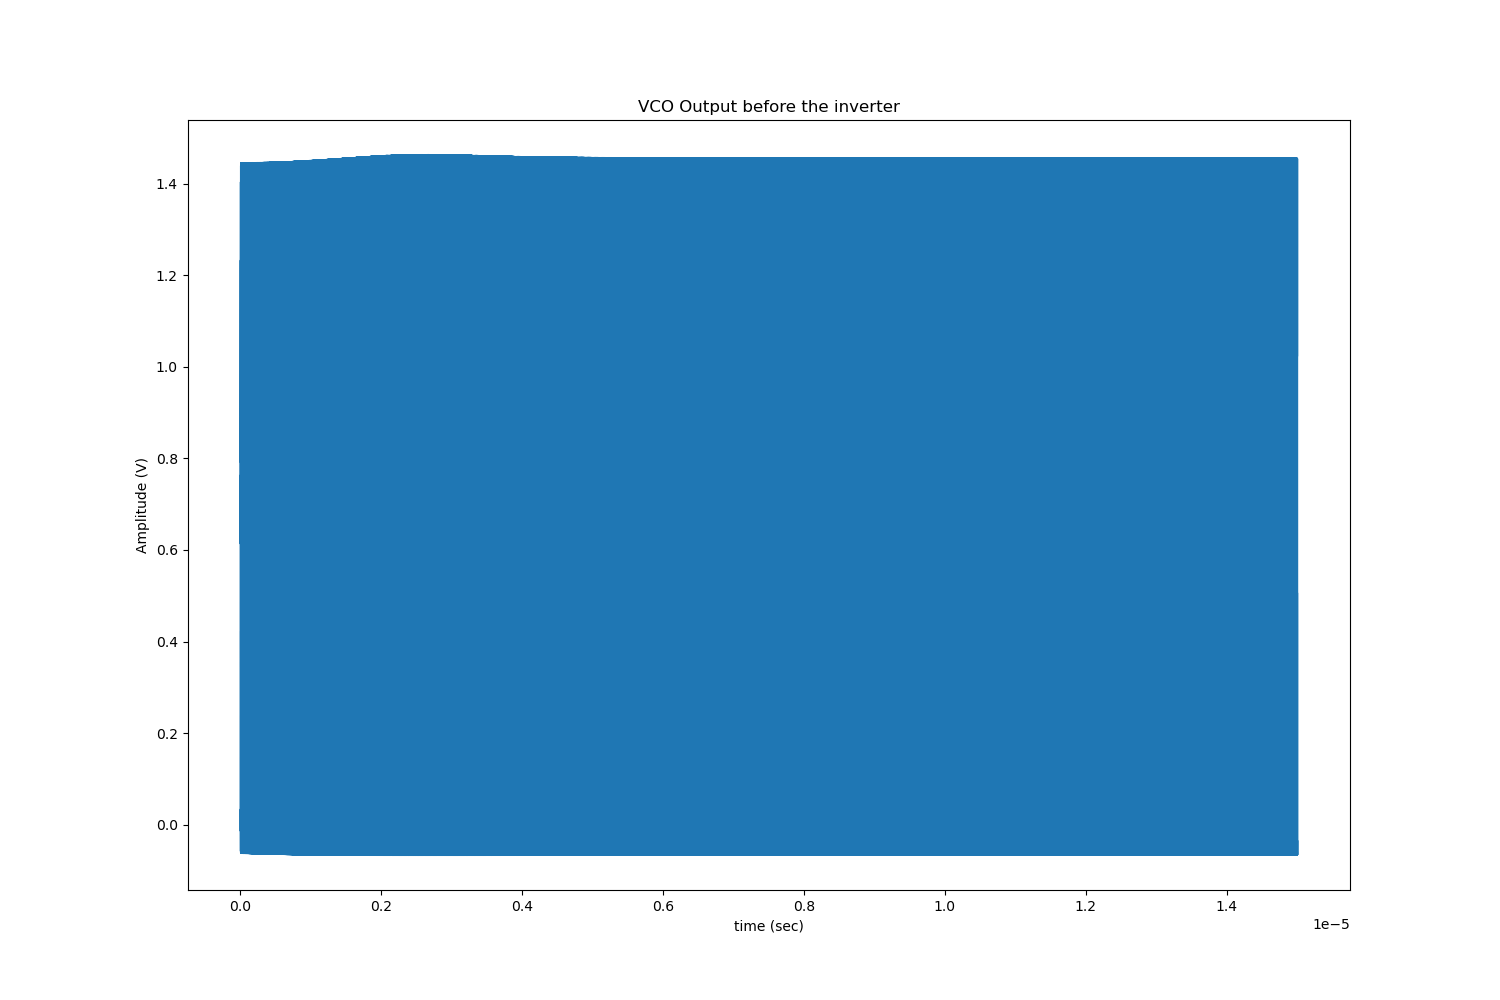 VCO Output before the inverter
1.4
1.2
1.0
0.8
0.6
0.4
0.2
0.0
Amplitude (V)
0.0 0.2 0.4 0.6 0.8 1.0 1.2 1.4
1e−5
time (sec)